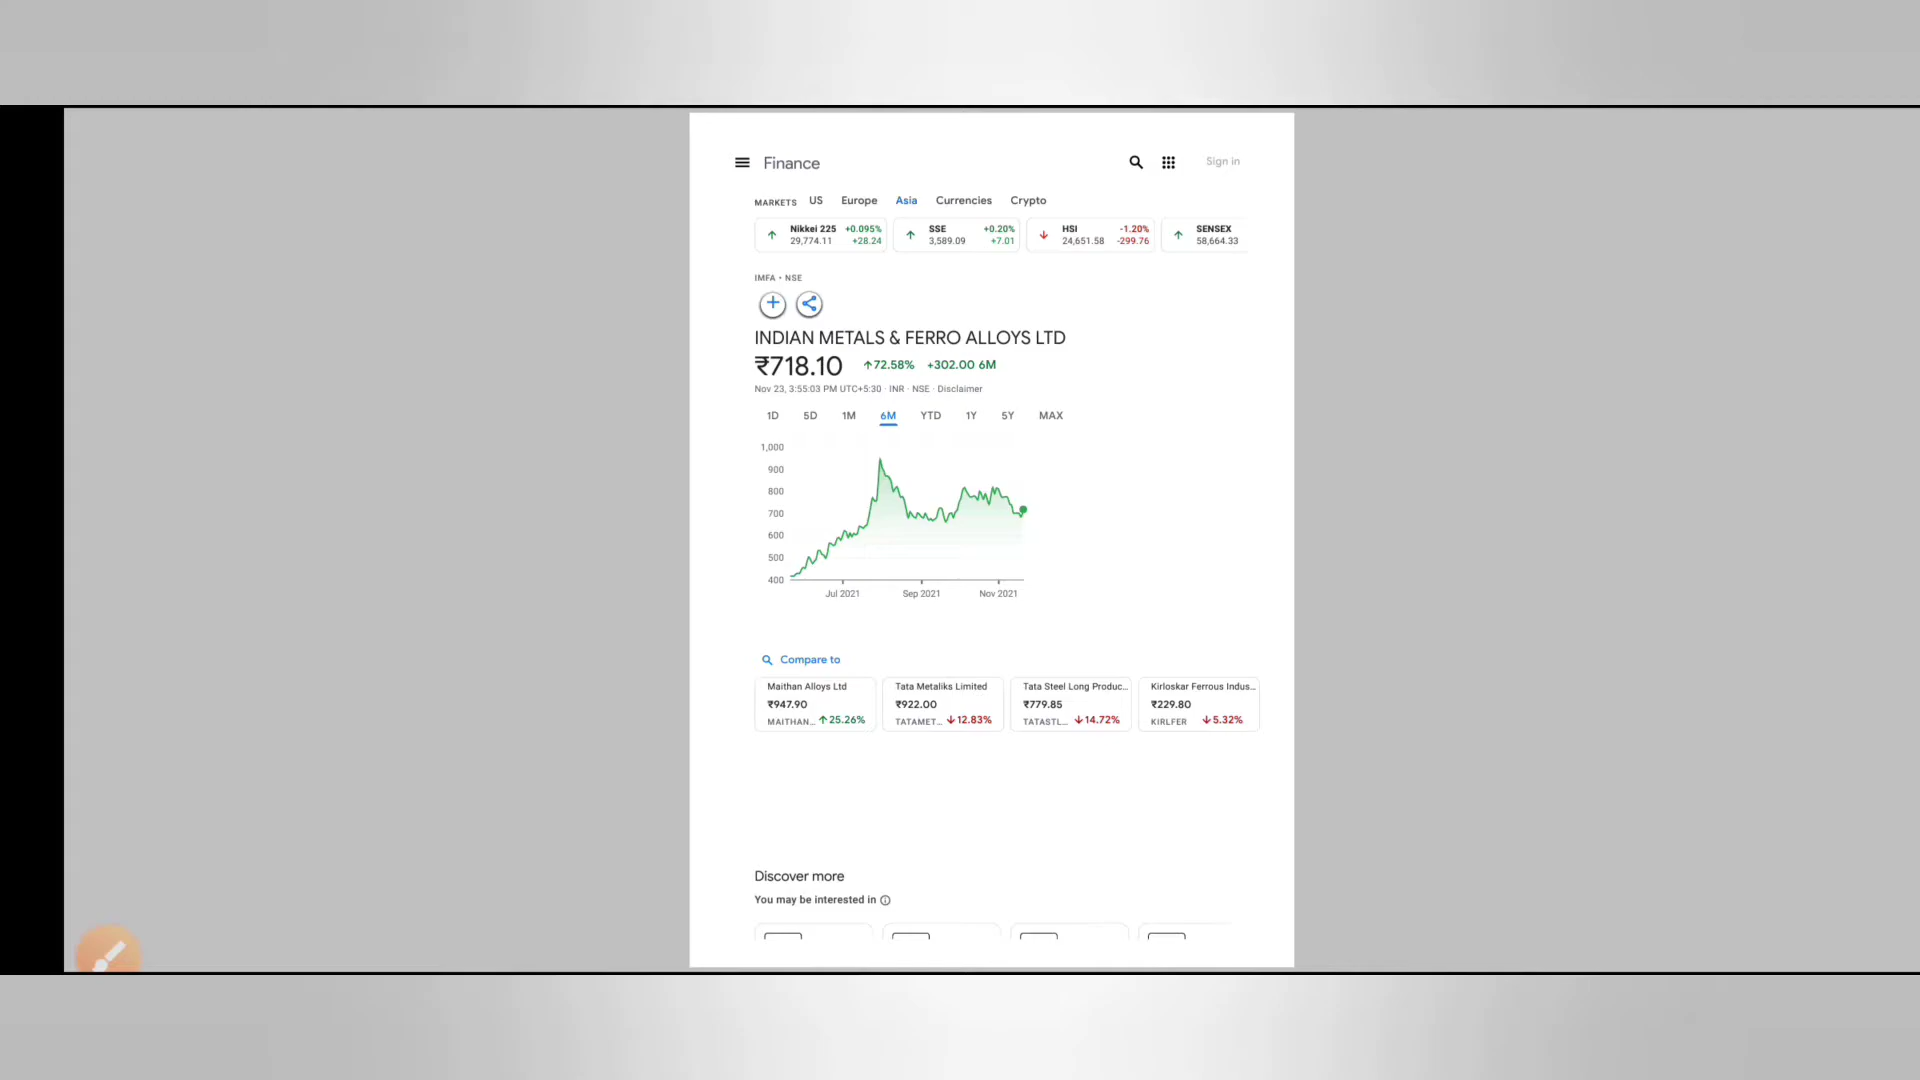 Finance
Sign in
MARKETS US Europe Asia Currencies Crypto
Nikkei 225 +0.095% SSE +0.20% HSI -1.20% SENSEX
29,774.11 +28.24 3,589.09 +7.01 24,651.58 -299.76 58,664.33
IMFA • NSE
INDIAN METALS & FERRO ALLOYS LTD
₹718.10 ↑72.58% +302.00 6M
Nov 23, 3:55:03 PM UTC+5:30 · INR · NSE · Disclaimer
1D 5D 1M 6M YTD 1Y 5Y MAX
1,000
900
800
700
600
500
400
Jul 2021 Sep 2021 Nov 2021
Compare to
Maithan Alloys Ltd Tata Metaliks Limited Tata Steel Long Produc... Kirloskar Ferrous Indus...
₹947.90 ₹922.00 ₹779.85 ₹229.80
MAITHAN... ↑25.26% TATAMET... ↓12.83% TATASTL... ↓14.72% KIRLFER ↓5.32%
Discover more
You may be interested in